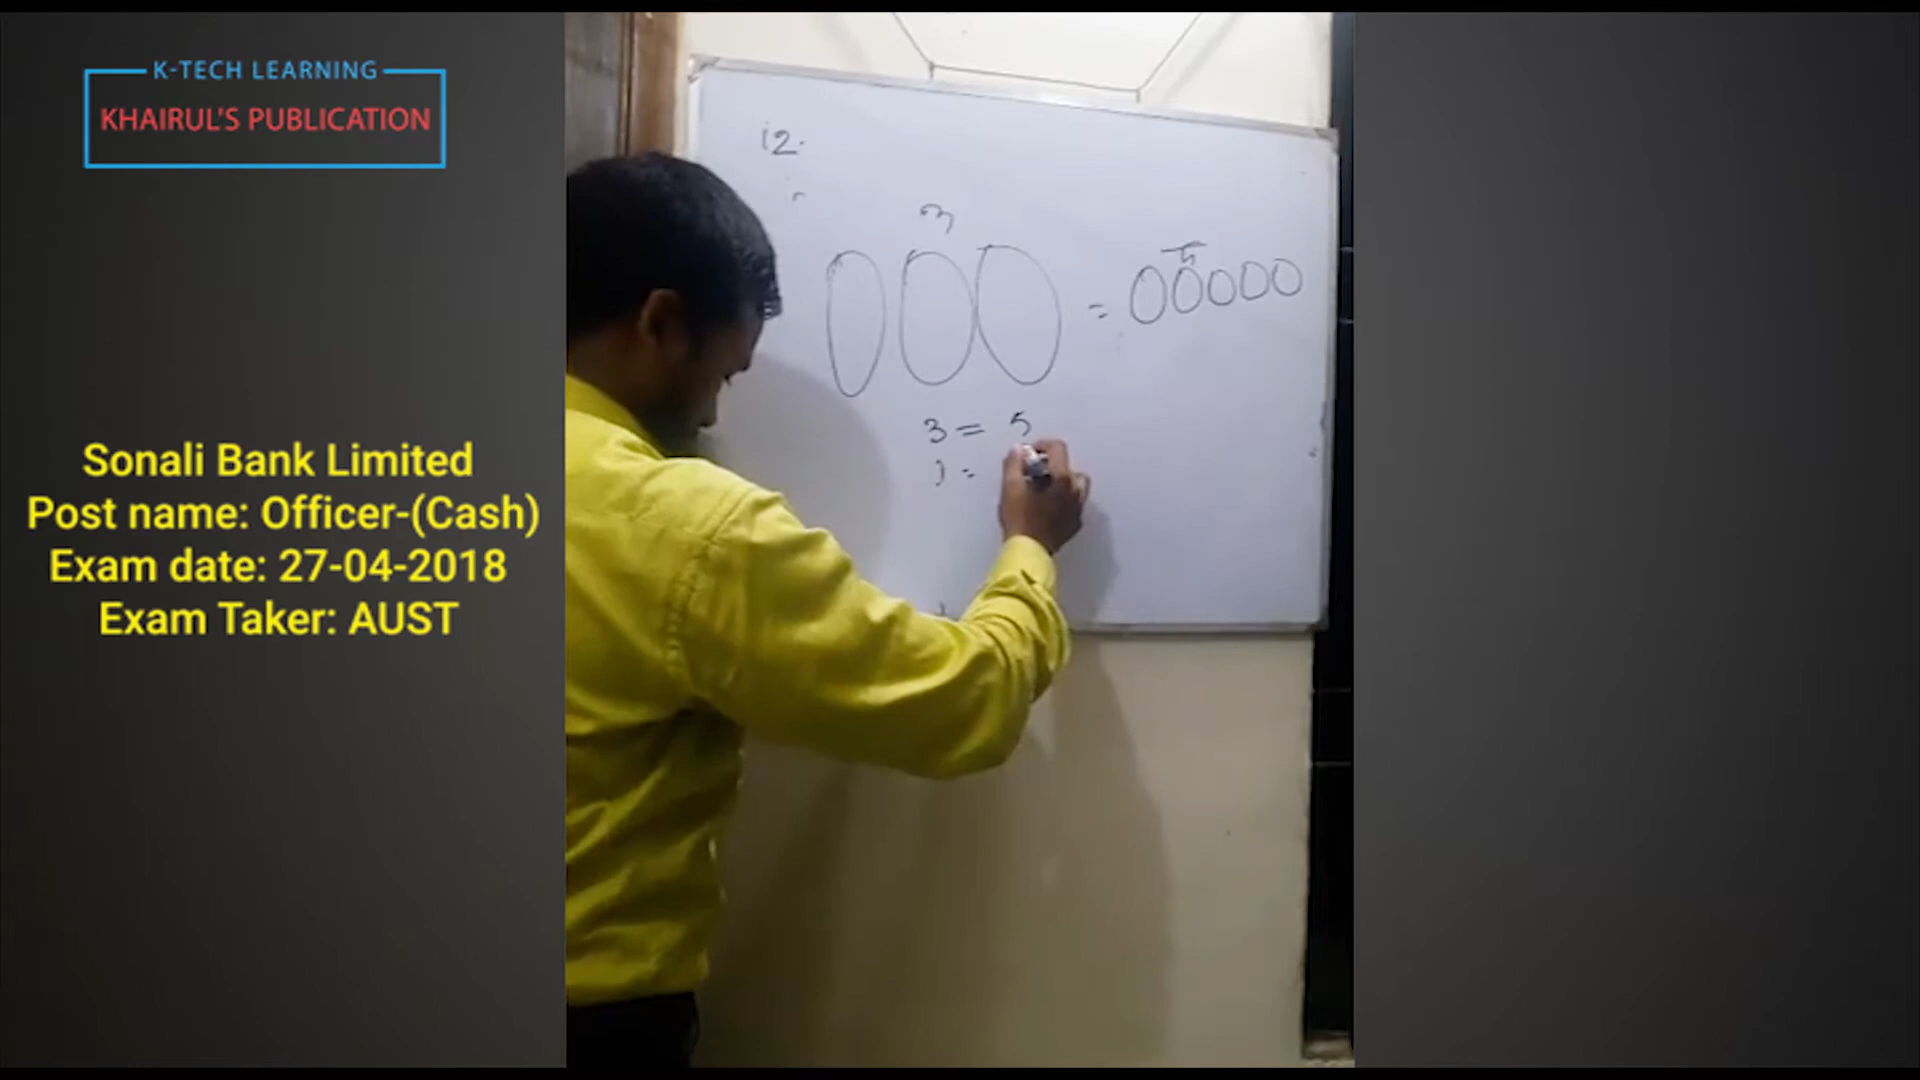 K-TECH LEARNING
KHAIRUL'S PUBLICATION
Sonali Bank Limited
Post name: Officer-(Cash)
Exam date: 27-04-2018
Exam Taker: AUST
12.
3 = 5
1 =